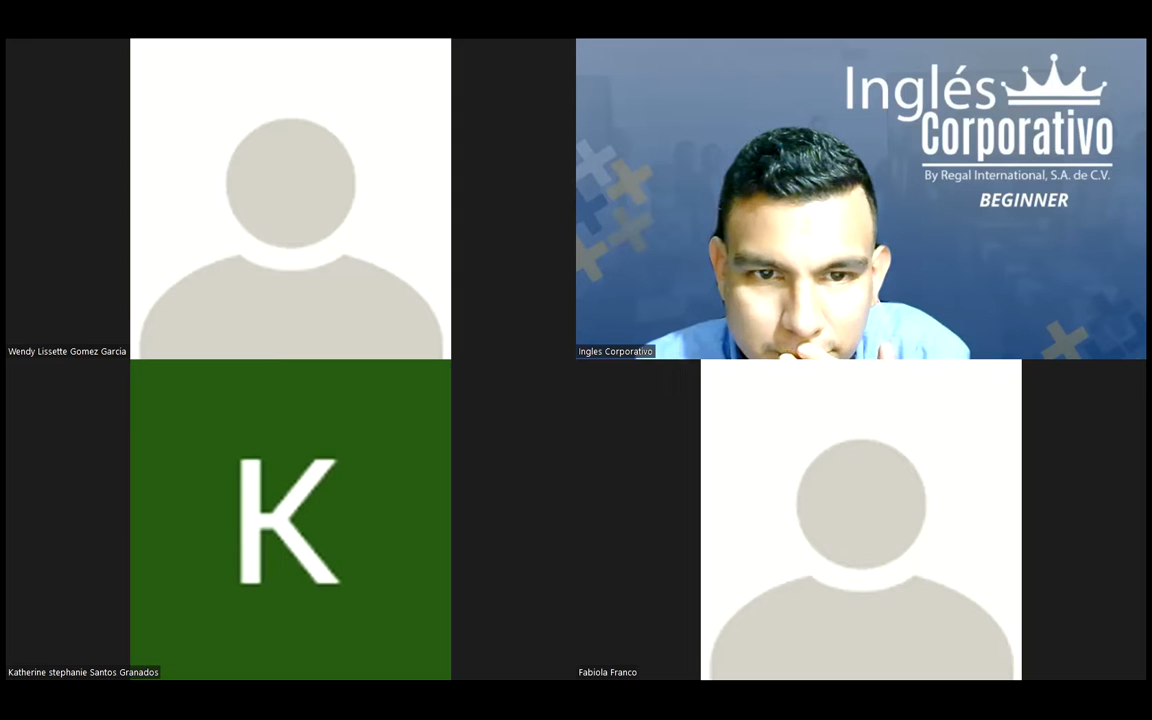 Inglés
Corporativo
By Regal International, S.A. de C.V.
BEGINNER
Wendy Lissette Gomez Garcia
Ingles Corporativo
K
Katherine stephanie Santos Granados
Fabiola Franco